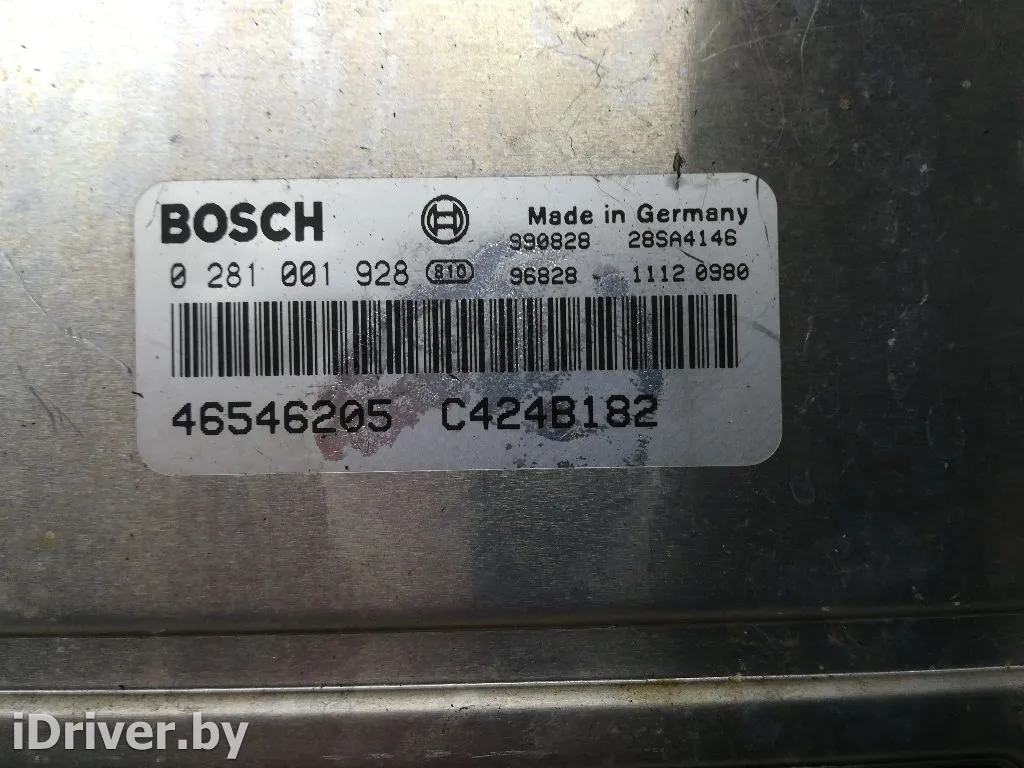 BOSCH
Made in Germany
990828 28SA4146
0 281 001 928 810 96828 - 1112 0980
46546205 C424B182
iDriver.by